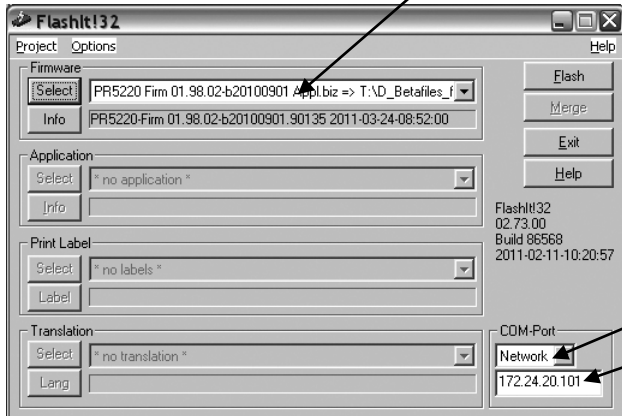 FlashIt!32
Project Options Help
Firmware
Select PR5220 Firm 01.98.02-b20100901 Appl.biz => T:\D_Betafiles_f
Info PR5220-Firm 01.98.02-b20100901.90135 2011-03-24-08:52:00
Flash
Merge
Exit
Help
Application
Select * no application *
Info
FlashIt!32
02.73.00
Build 86568
2011-02-11-10:20:57
Print Label
Select * no labels *
Label
Translation
Select * no translation *
Lang
COM-Port
Network
172.24.20.101